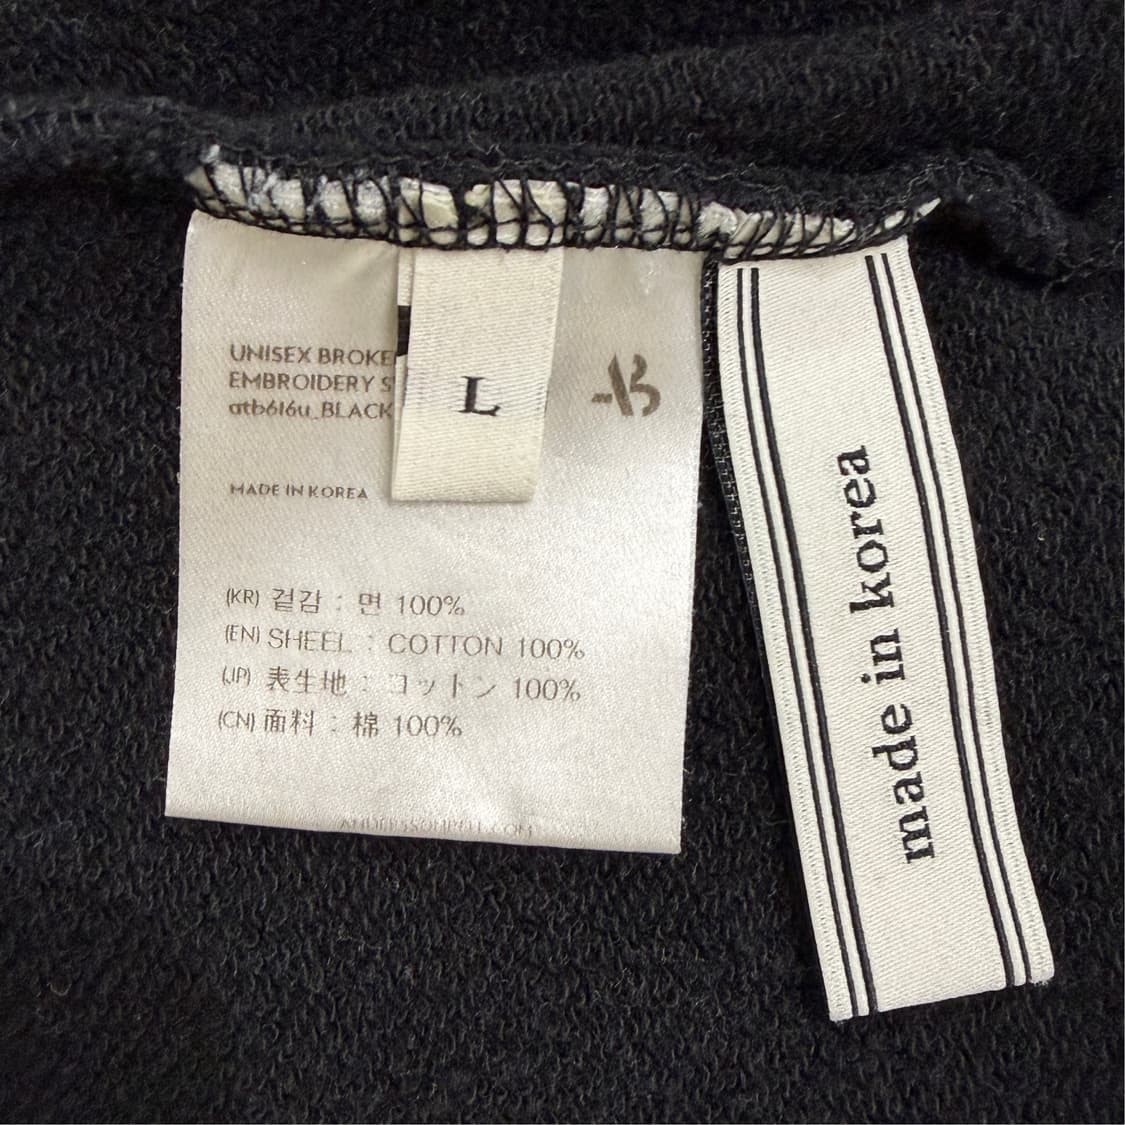 UNISEX BROKE
EMBROIDERY S
atb616u_BLACK
MADE IN KOREA
(KR) 겉감 : 면 100%
(EN) SHEEL : COTTON 100%
(JP) 表生地 : コットン 100%
(CN) 面料 : 棉 100%
L
AB
made in korea